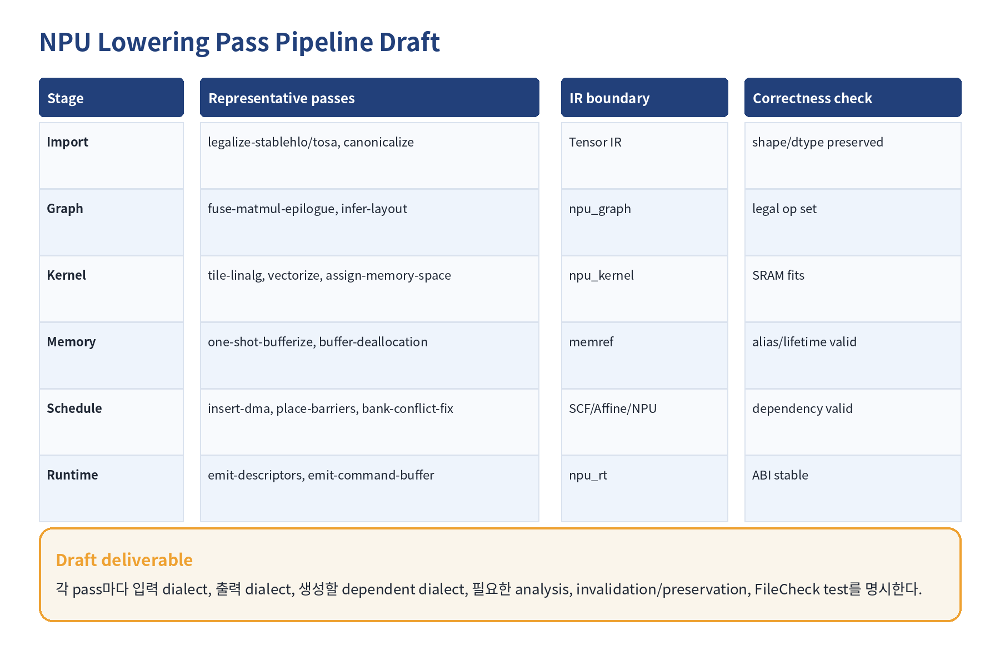 NPU Lowering Pass Pipeline Draft
Stage Representative passes IR boundary Correctness check
Import legalize-stablehlo/tosa, canonicalize Tensor IR shape/dtype preserved
Graph fuse-matmul-epilogue, infer-layout npu_graph legal op set
Kernel tile-linalg, vectorize, assign-memory-space npu_kernel SRAM fits
Memory one-shot-bufferize, buffer-deallocation memref alias/lifetime valid
Schedule insert-dma, place-barriers, bank-conflict-fix SCF/Affine/NPU dependency valid
Runtime emit-descriptors, emit-command-buffer npu_rt ABI stable
Draft deliverable
각 pass마다 입력 dialect, 출력 dialect, 생성할 dependent dialect, 필요한 analysis, invalidation/preservation, FileCheck test를 명시한다.